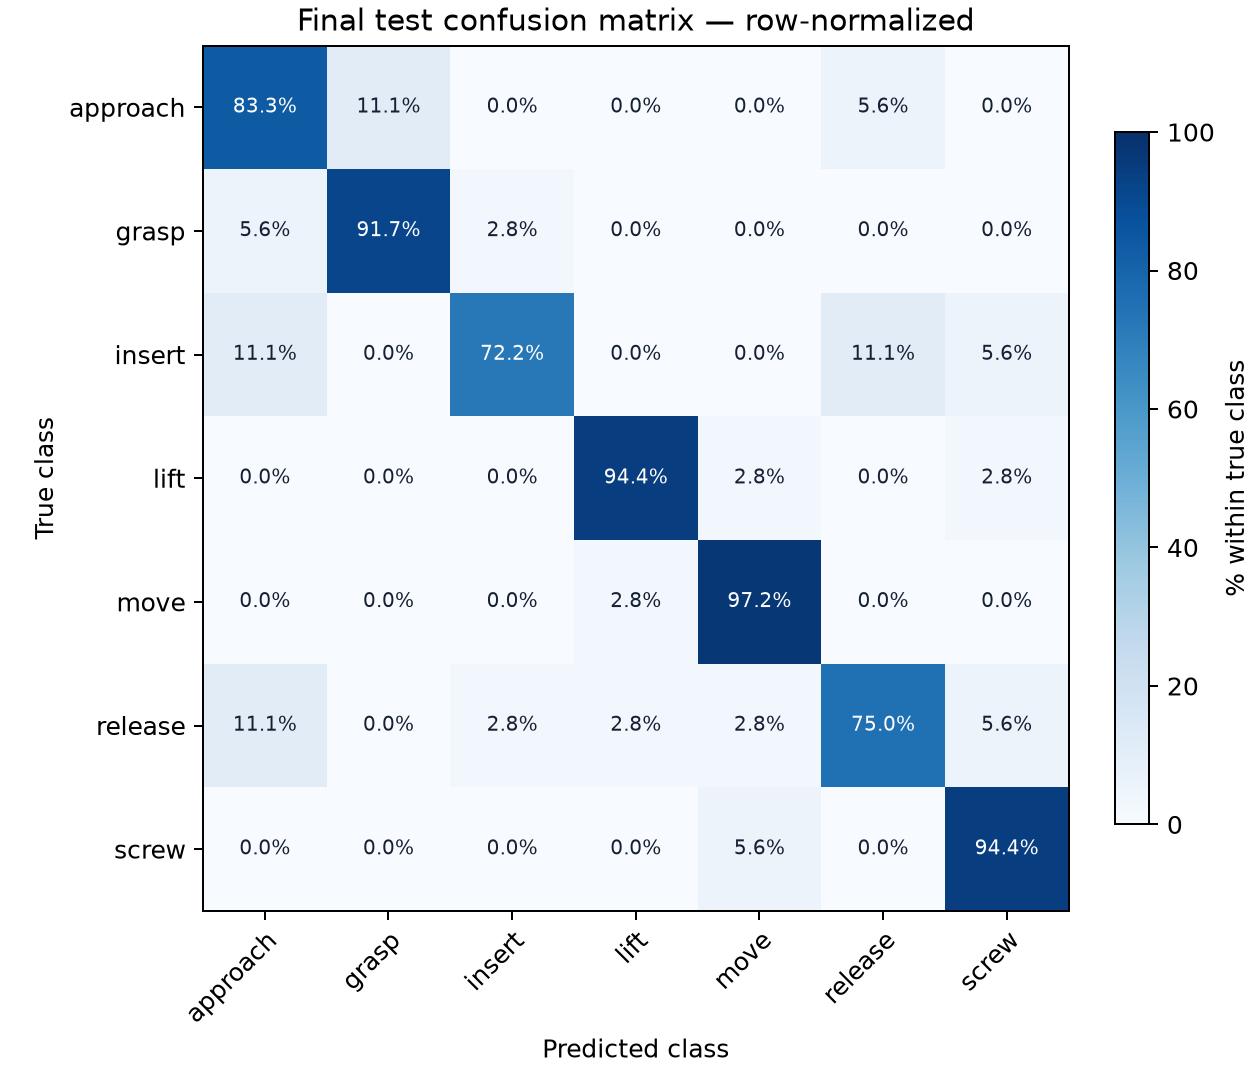 Final test confusion matrix — row-normalized
approach 83.3% 11.1% 0.0% 0.0% 0.0% 5.6% 0.0%
grasp 5.6% 91.7% 2.8% 0.0% 0.0% 0.0% 0.0%
insert 11.1% 0.0% 72.2% 0.0% 0.0% 11.1% 5.6%
lift 0.0% 0.0% 0.0% 94.4% 2.8% 0.0% 2.8%
move 0.0% 0.0% 0.0% 2.8% 97.2% 0.0% 0.0%
release 11.1% 0.0% 2.8% 2.8% 2.8% 75.0% 5.6%
screw 0.0% 0.0% 0.0% 0.0% 5.6% 0.0% 94.4%
True class
approach grasp insert lift move release screw
Predicted class
100
80
60
40
20
0
% within true class